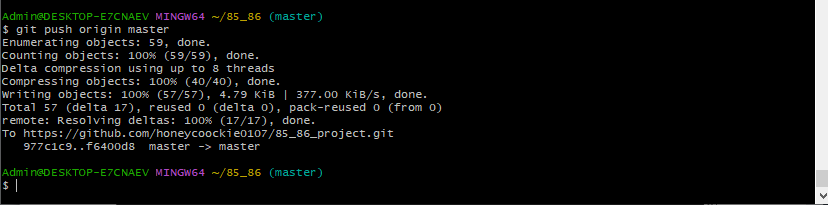 Admin@DESKTOP-E7CNAEV MINGW64 ~/85_86 (master)
$ git push origin master
Enumerating objects: 59, done.
Counting objects: 100% (59/59), done.
Delta compression using up to 8 threads
Compressing objects: 100% (40/40), done.
Writing objects: 100% (57/57), 4.79 KiB | 377.00 KiB/s, done.
Total 57 (delta 17), reused 0 (delta 0), pack-reused 0 (from 0)
remote: Resolving deltas: 100% (17/17), done.
To https://github.com/honeycoockie0107/85_86_project.git
   977c1c9..f6400d8  master -> master
Admin@DESKTOP-E7CNAEV MINGW64 ~/85_86 (master)
$